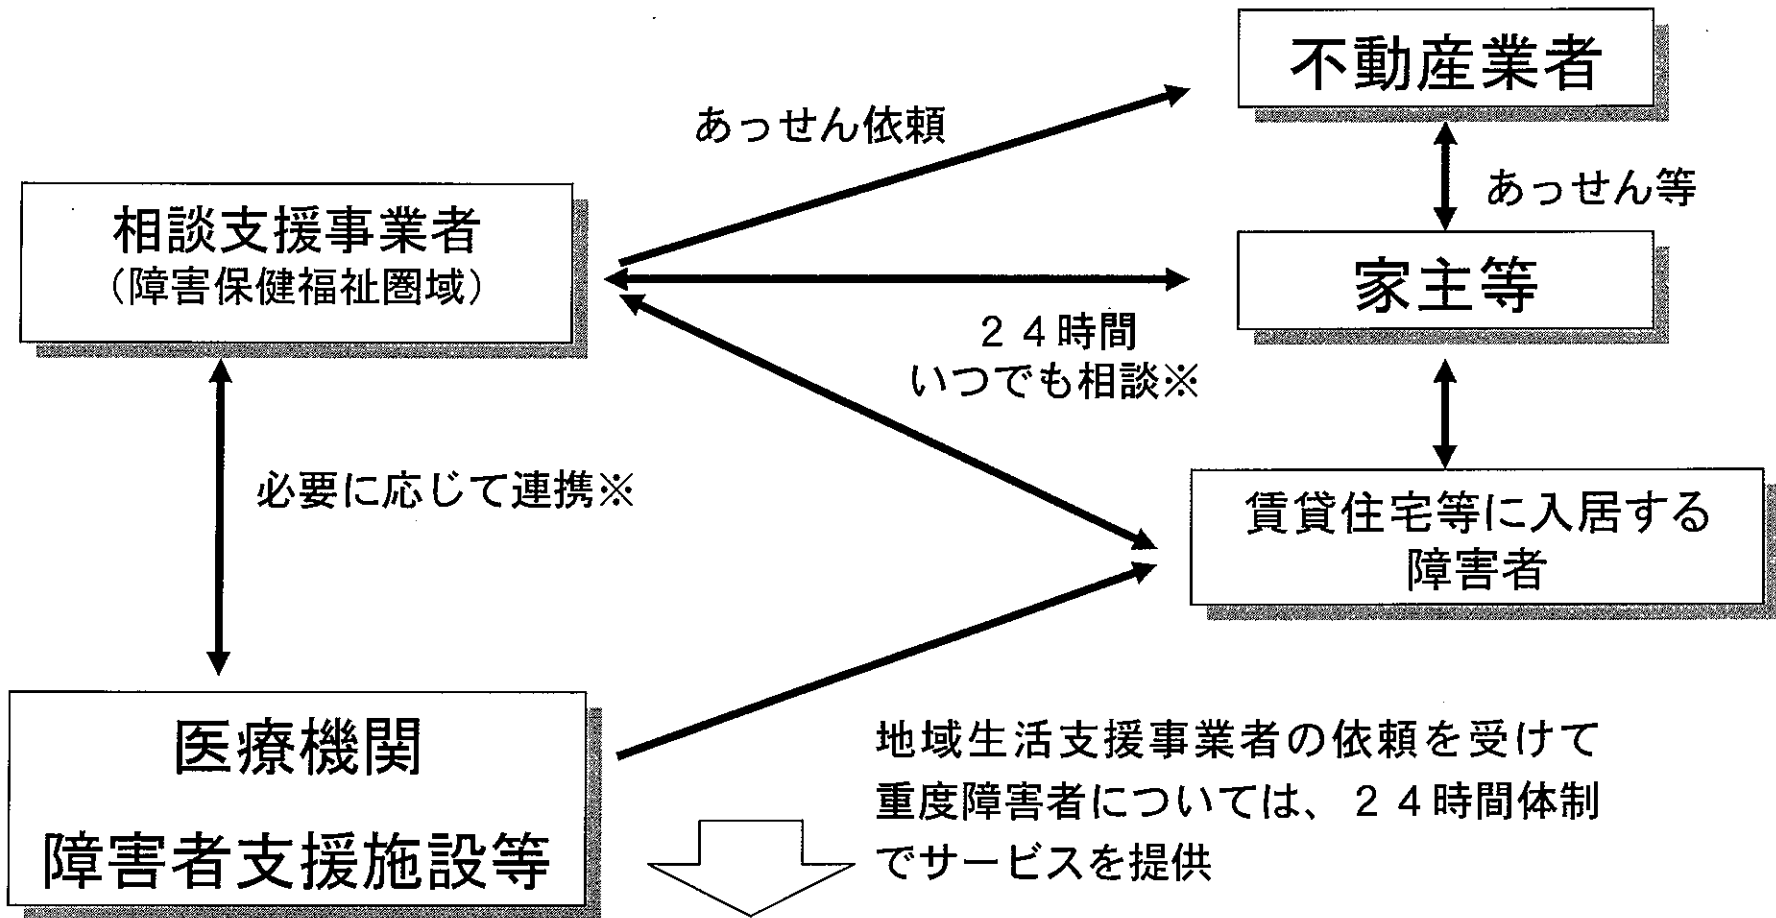 不動産業者
あっせん依頼
あっせん等
相談支援事業者
（障害保健福祉圏域）
家主等
２４時間
いつでも相談※
必要に応じて連携※
賃貸住宅等に入居する
障害者
医療機関
障害者支援施設等
地域生活支援事業者の依頼を受けて
重度障害者については、２４時間体制
でサービスを提供